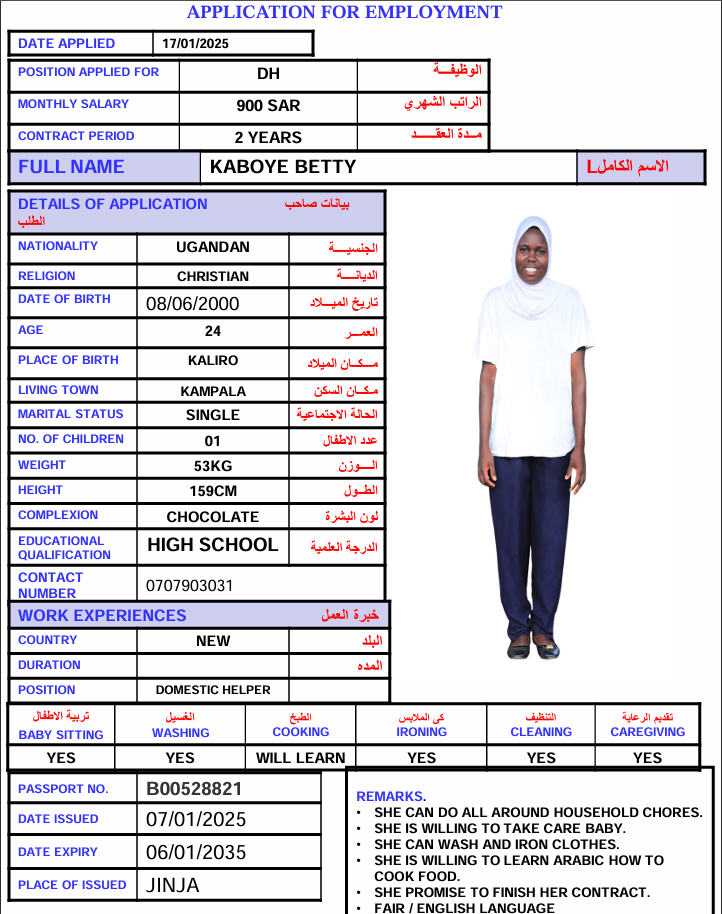 APPLICATION FOR EMPLOYMENT
DATE APPLIED 17/01/2025
POSITION APPLIED FOR DH الوظيفـــة
MONTHLY SALARY 900 SAR الراتب الشهري
CONTRACT PERIOD 2 YEARS مــدة العقـــــد
FULL NAME KABOYE BETTY الاسم الكاملL
DETAILS OF APPLICATION بيانات صاحب
الطلب
NATIONALITY UGANDAN الجنسيـــــة
RELIGION CHRISTIAN الديانــــة
DATE OF BIRTH 08/06/2000 تاريخ الميــلاد
AGE 24 العمـــر
PLACE OF BIRTH KALIRO مــكــان الميلاد
LIVING TOWN KAMPALA مـكــان السكن
MARITAL STATUS SINGLE الحالة الاجتماعية
NO. OF CHILDREN 01 عدد الاطفال
WEIGHT 53KG الــــوزن
HEIGHT 159CM الطــول
COMPLEXION CHOCOLATE لون البشرة
EDUCATIONAL QUALIFICATION HIGH SCHOOL الدرجة العلمية
CONTACT NUMBER 0707903031
WORK EXPERIENCES خبرة العمل
COUNTRY NEW البلد
DURATION المده
POSITION DOMESTIC HELPER
تربية الاطفال الغسيل الطبخ كى الملابس التنظيف تقديم الرعاية
BABY SITTING WASHING COOKING IRONING CLEANING CAREGIVING
YES YES WILL LEARN YES YES YES
PASSPORT NO. B00528821
DATE ISSUED 07/01/2025
DATE EXPIRY 06/01/2035
PLACE OF ISSUED JINJA
REMARKS.
• SHE CAN DO ALL AROUND HOUSEHOLD CHORES.
• SHE IS WILLING TO TAKE CARE BABY.
• SHE CAN WASH AND IRON CLOTHES.
• SHE IS WILLING TO LEARN ARABIC HOW TO
COOK FOOD.
• SHE PROMISE TO FINISH HER CONTRACT.
• FAIR / ENGLISH LANGUAGE